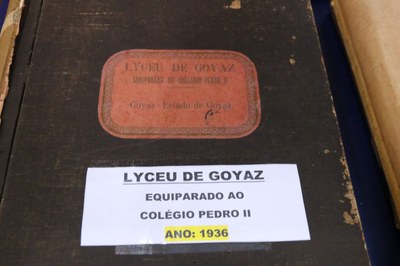 LYCEU DE GOYAZ
EQUIPARADO AO COLLEGIO PEDRO II
Goyaz - Estado de Goyaz
LYCEU DE GOYAZ
EQUIPARADO AO
COLÉGIO PEDRO II
ANO: 1936